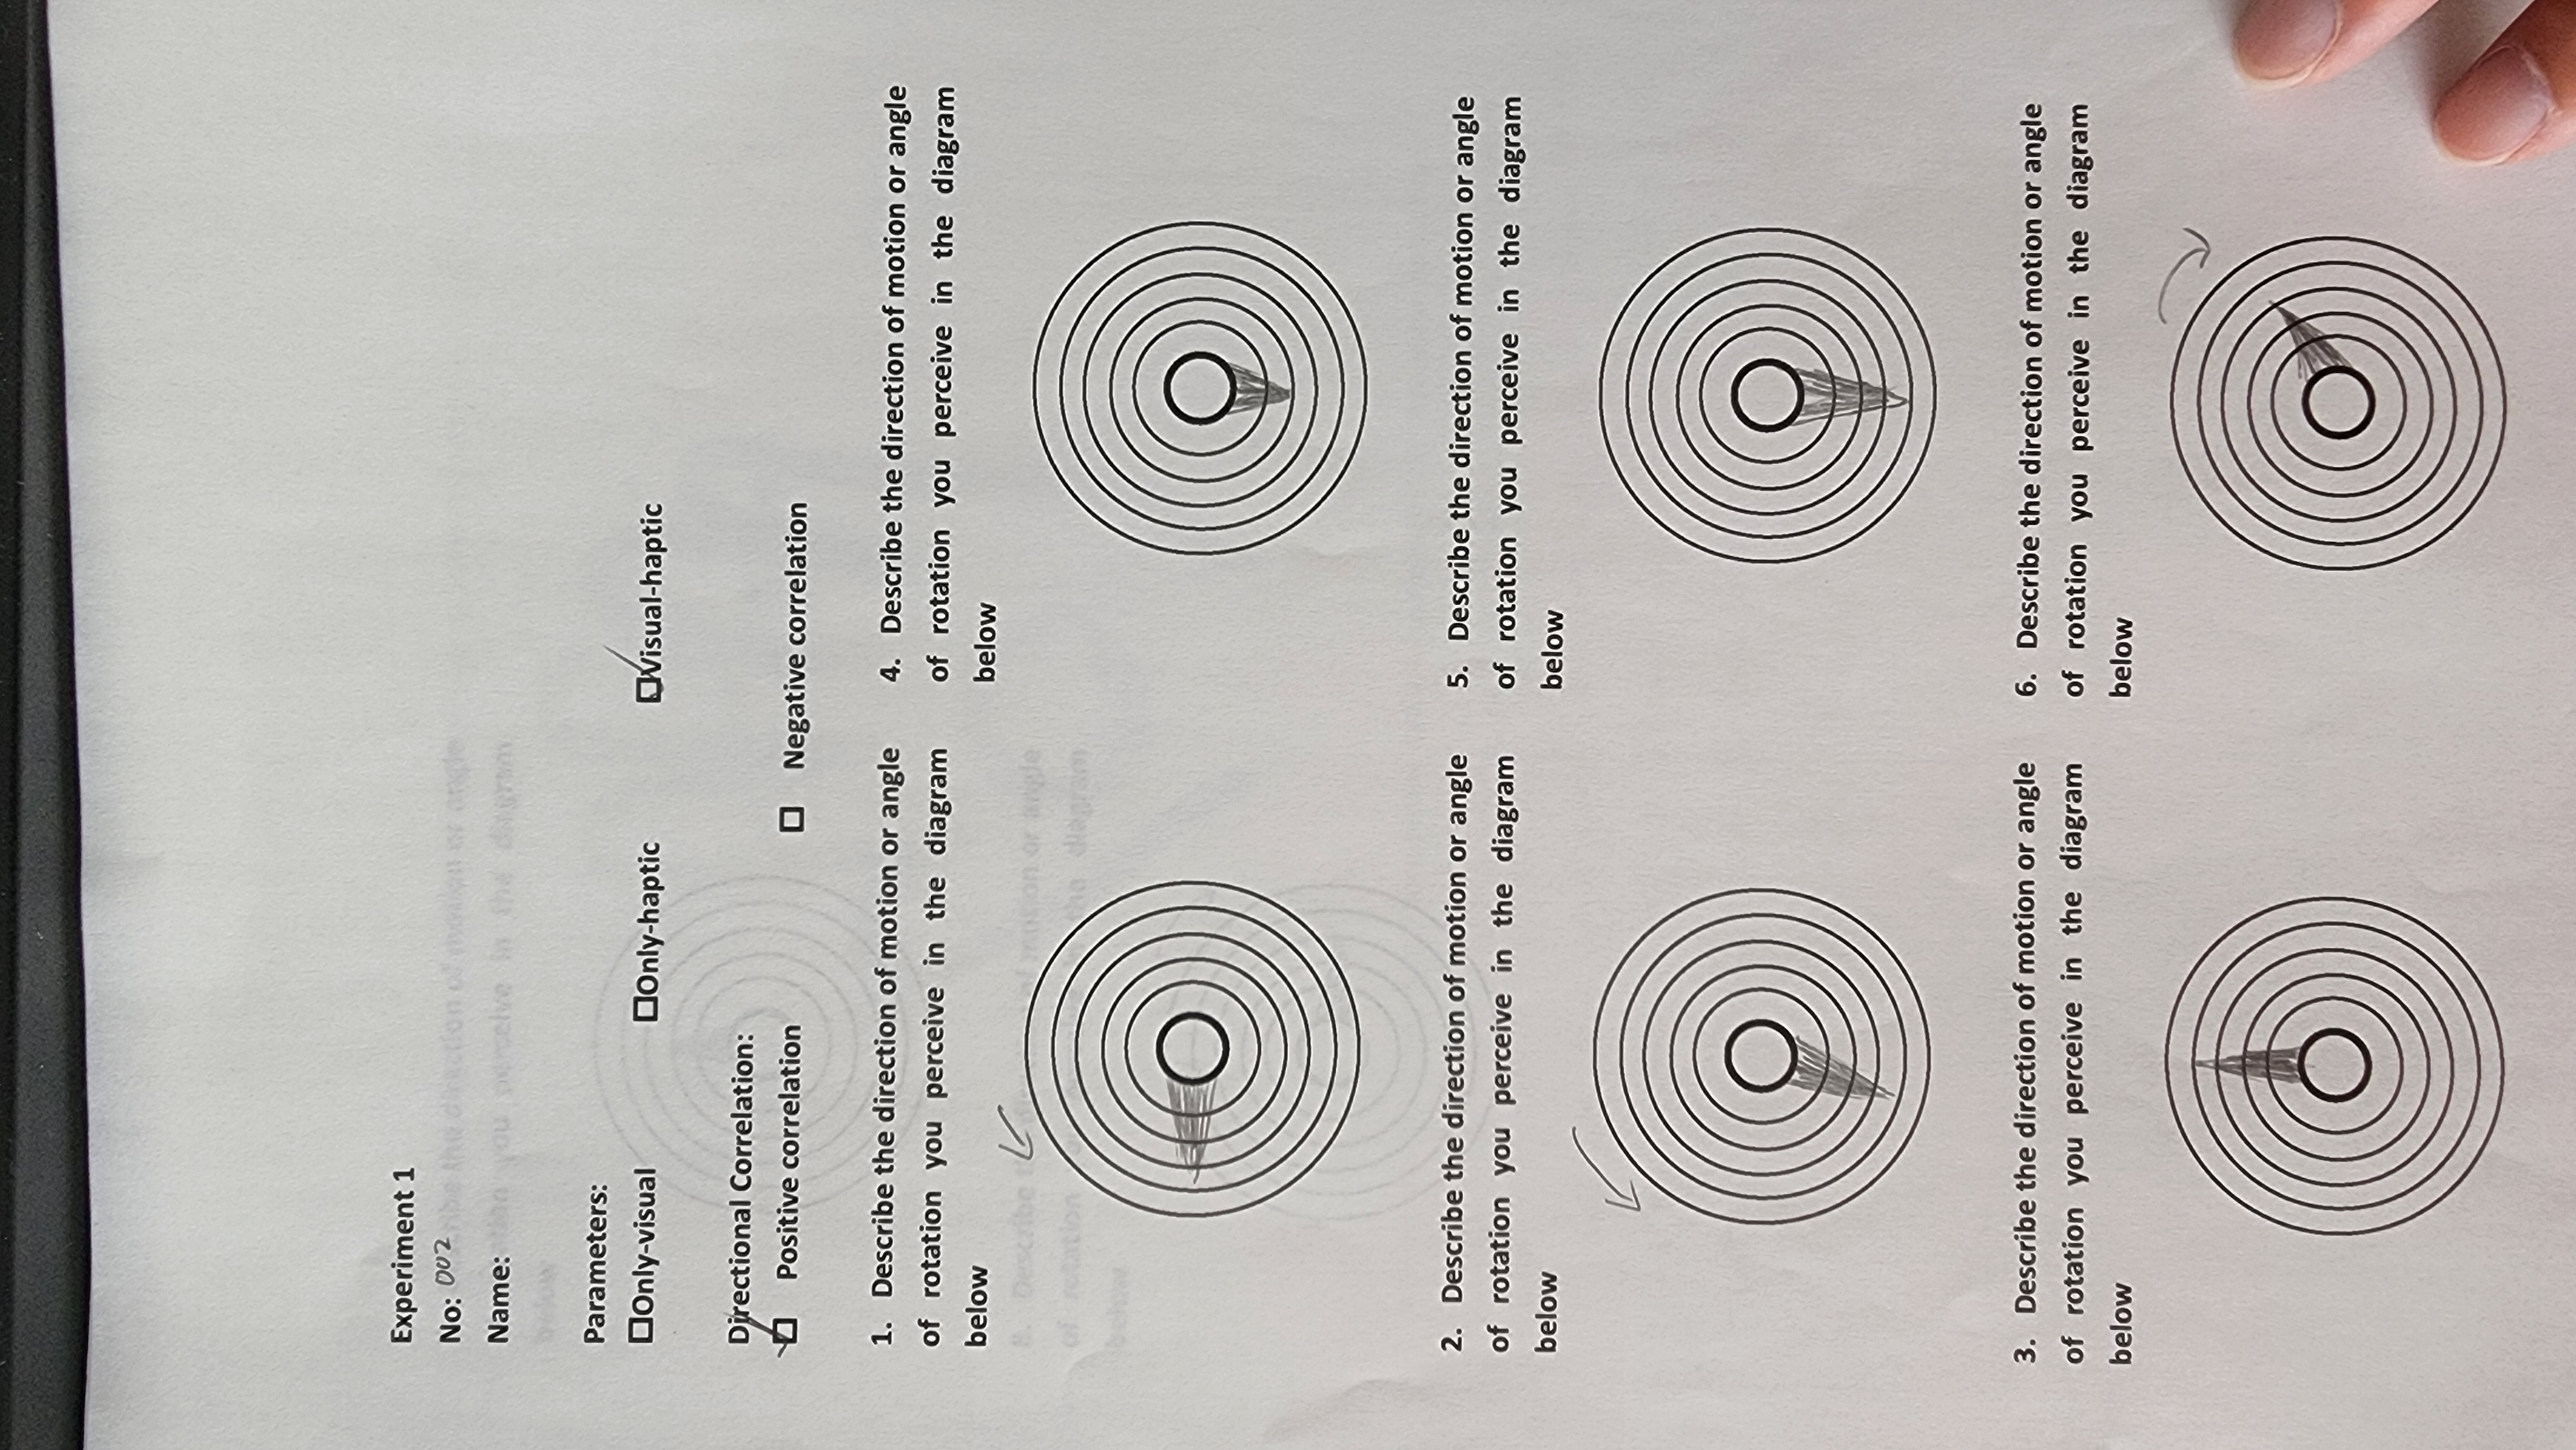 Experiment 1
No: 002
Name:
Parameters:
Only-visual Only-haptic Visual-haptic
Directional Correlation:
Positive correlation Negative correlation
1. Describe the direction of motion or angle
of rotation you perceive in the diagram
below
2. Describe the direction of motion or angle
of rotation you perceive in the diagram
below
3. Describe the direction of motion or angle
of rotation you perceive in the diagram
below
4. Describe the direction of motion or angle
of rotation you perceive in the diagram
below
5. Describe the direction of motion or angle
of rotation you perceive in the diagram
below
6. Describe the direction of motion or angle
of rotation you perceive in the diagram
below